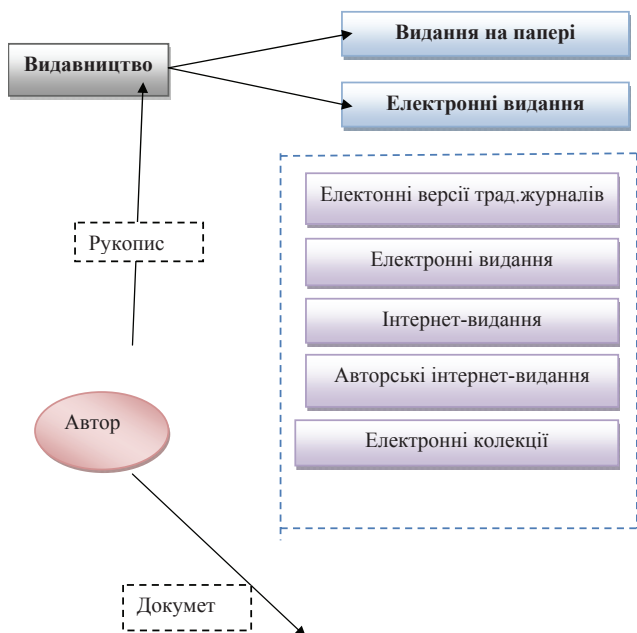 Видання на папері
Видавництво
Електронні видання
Електонні версії трад.журналів
Рукопис
Електронні видання
Інтернет-видання
Авторські інтернет-видання
Автор
Електронні колекції
Докумет